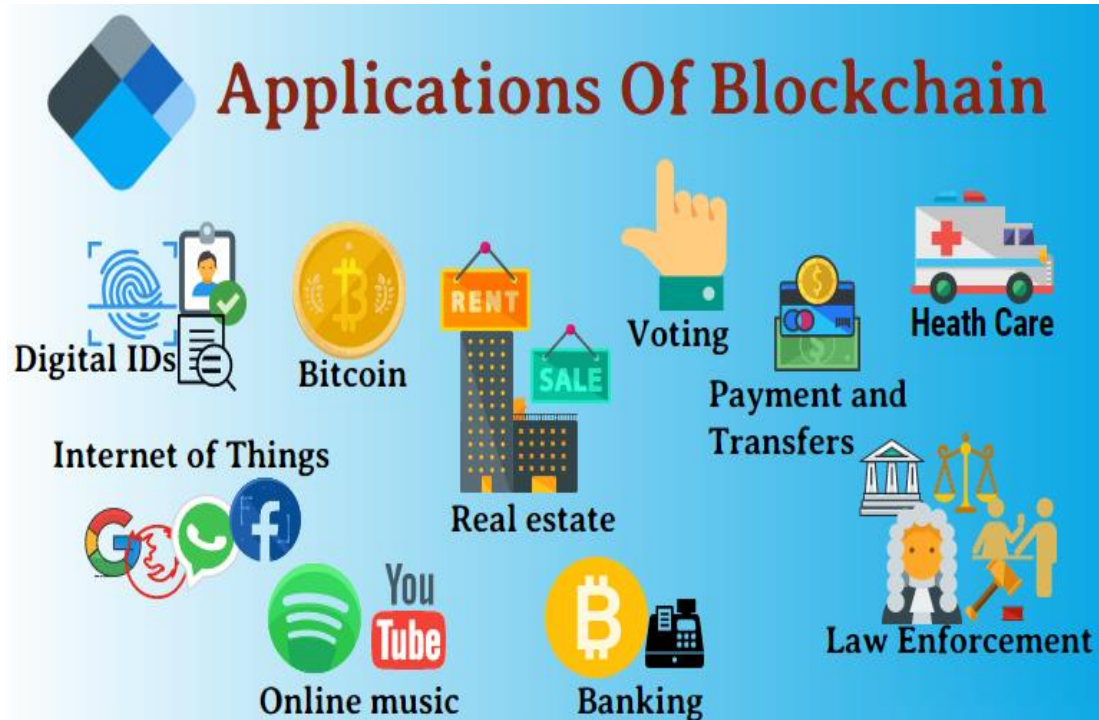 Applications Of Blockchain
RENT
SALE
Digital IDs
Bitcoin
Voting
Heath Care
Payment and
Transfers
Internet of Things
Real estate
You
Tube
Online music
Banking
Law Enforcement